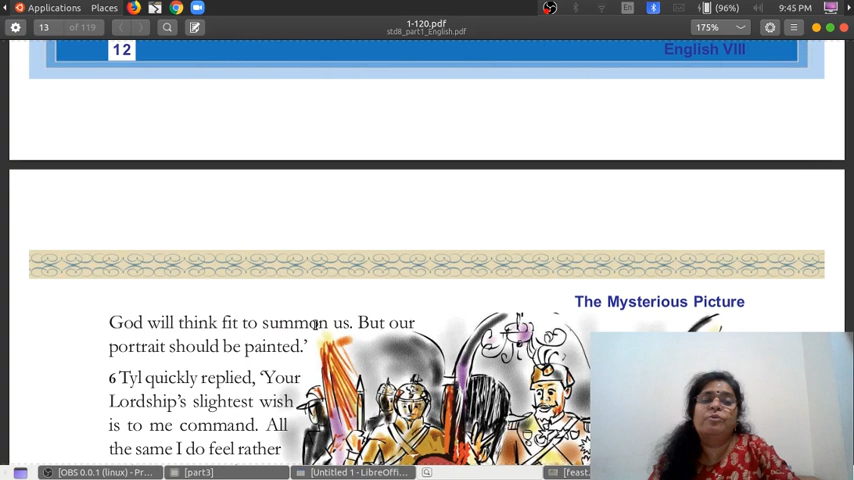 Applications Places En (96%) 9:45 PM
13 of 119 1-120.pdf 175%
std8_part1_English.pdf
12 English VIII
The Mysterious Picture
God will think fit to summon us. But our
portrait should be painted.’
6 Tyl quickly replied, ‘Your
Lordship’s slightest wish
is to me command. All
the same I do feel rather
[OBS 0.0.1 (linux) - Pr... [part3] [Untitled 1 - LibreOffi... [feast.